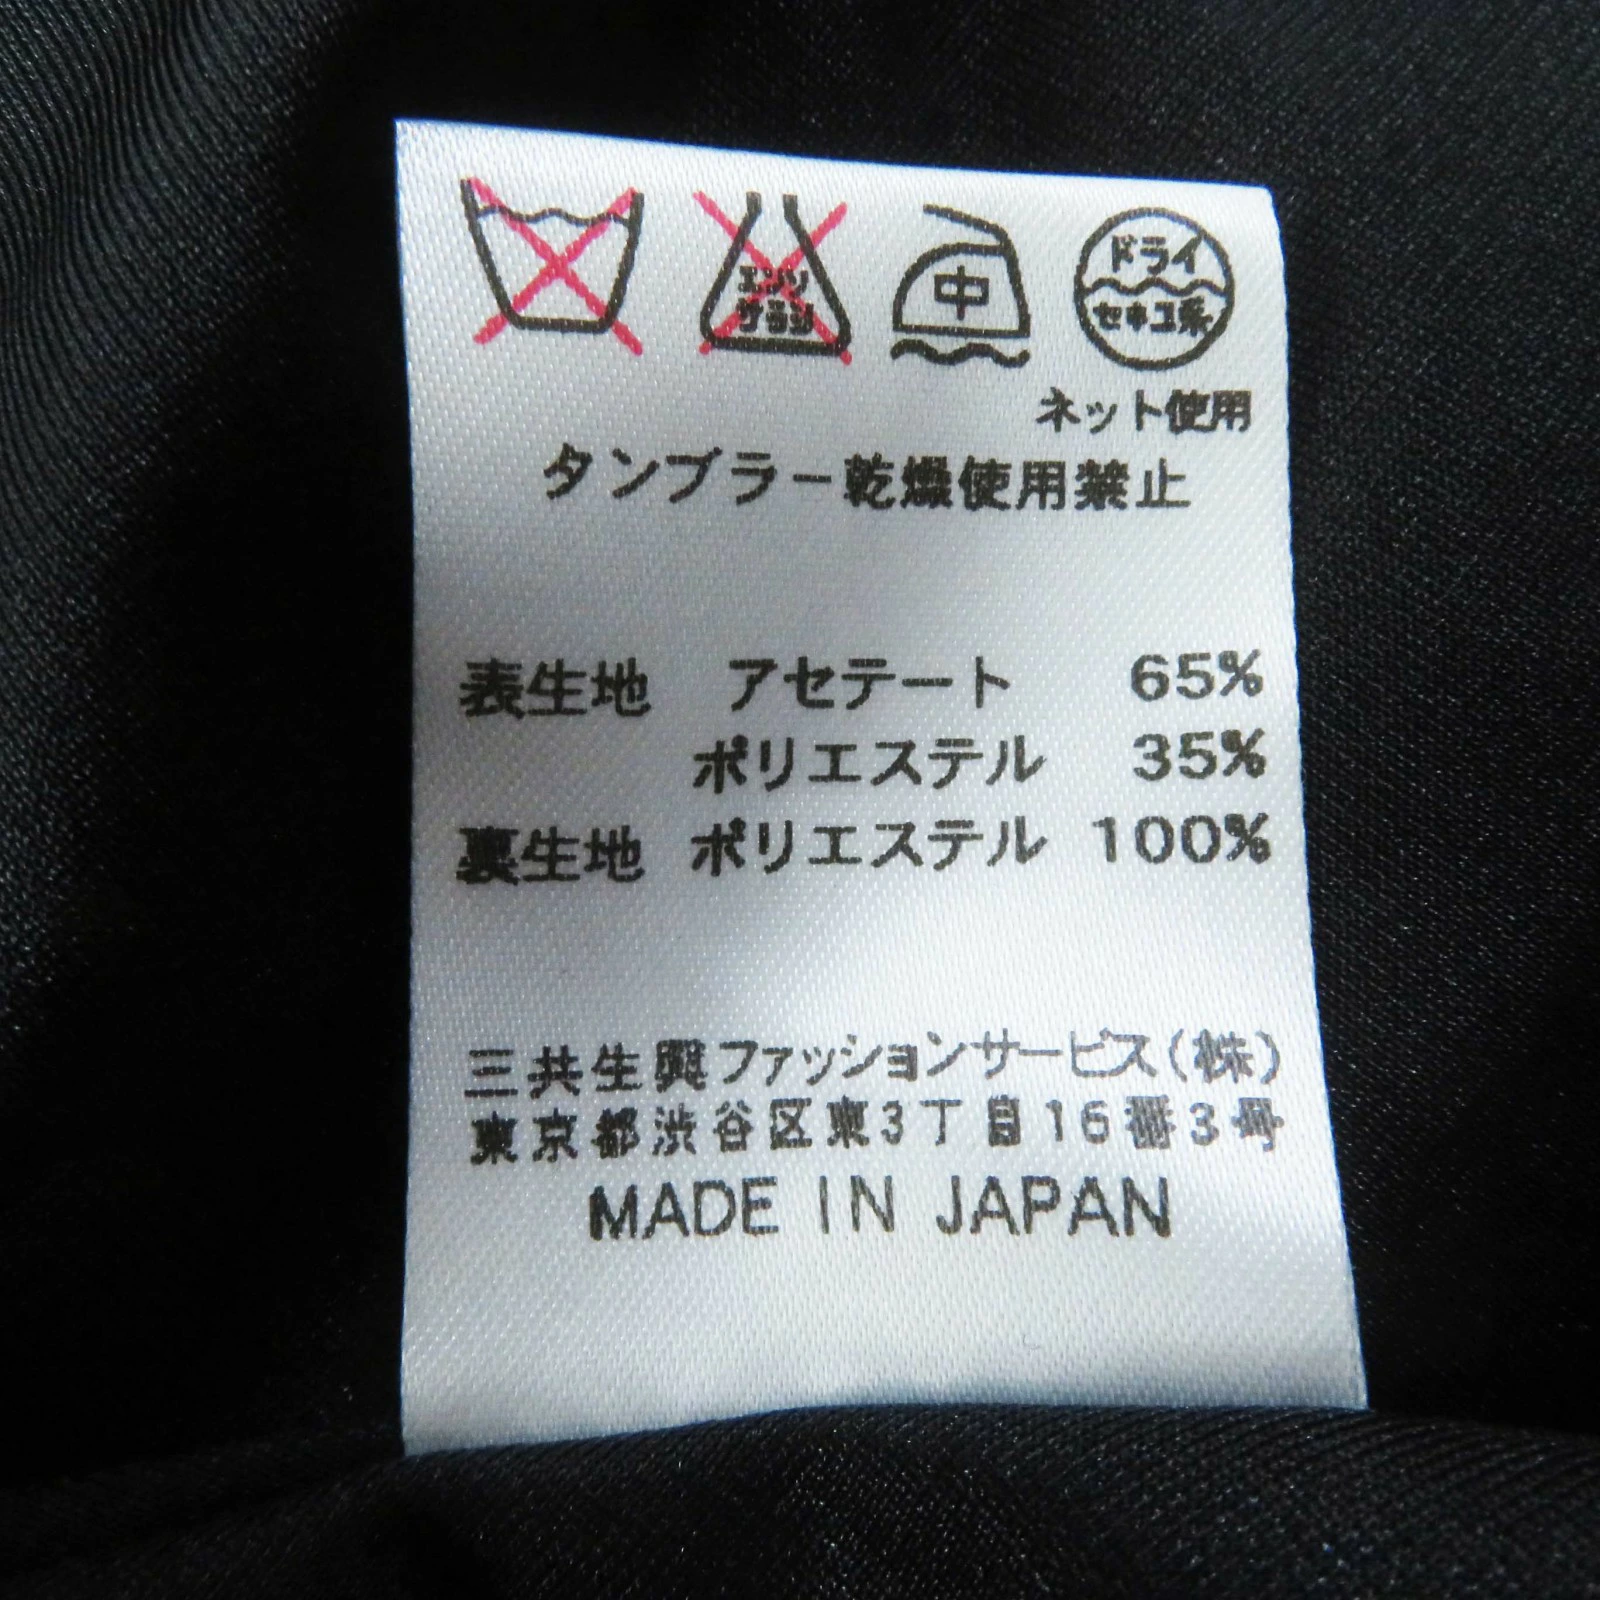 エンソ
サラシ
中
ドライ
セキユ系
ネット使用
タンブラー乾燥使用禁止
表生地 アセテート 65%
ポリエステル 35%
裏生地 ポリエステル 100%
三共生興ファッションサービス(株)
東京都渋谷区東3丁目16番3号
MADE IN JAPAN